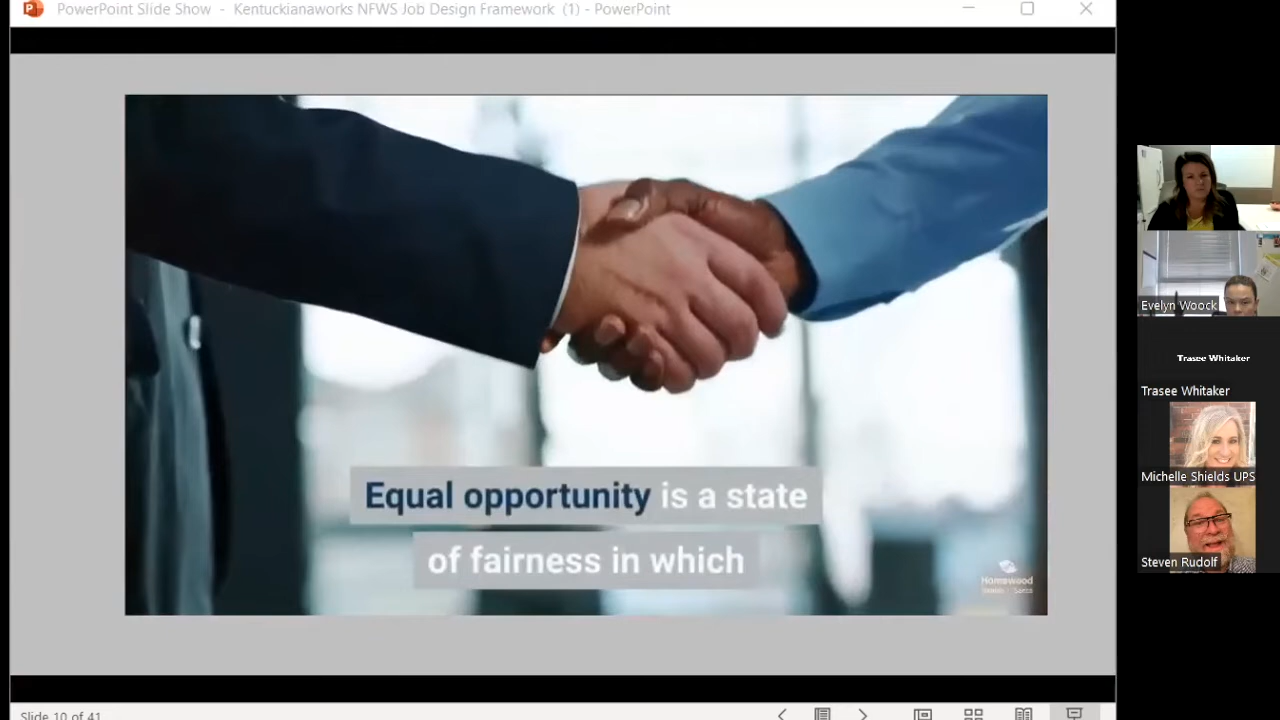 PowerPoint Slide Show - Kentuckianaworks NFWS Job Design Framework (1) - PowerPoint
Equal opportunity is a state
of fairness in which
Homewood
Evelyn Woock
Trasee Whitaker
Trasee Whitaker
Michelle Shields UPS
Steven Rudolf
Slide 10 of 41